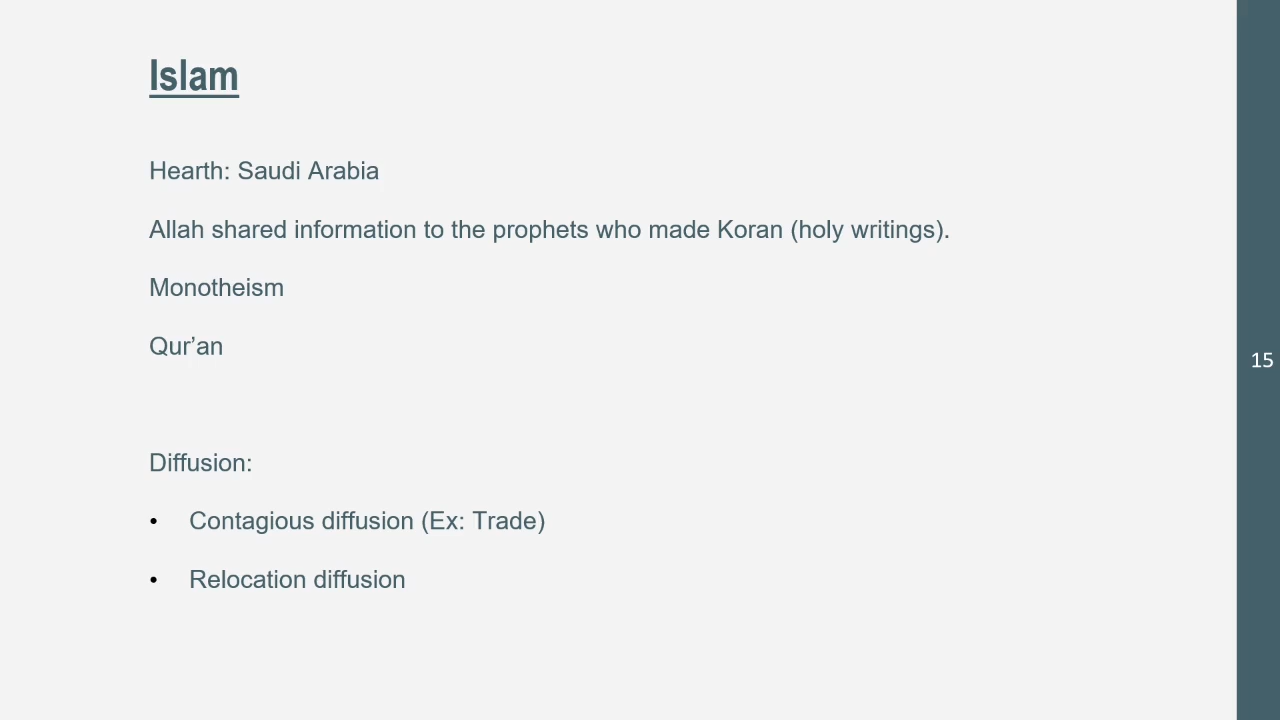 Islam
Hearth: Saudi Arabia
Allah shared information to the prophets who made Koran (holy writings).
Monotheism
Qur’an
15
Diffusion:
• Contagious diffusion (Ex: Trade)
• Relocation diffusion